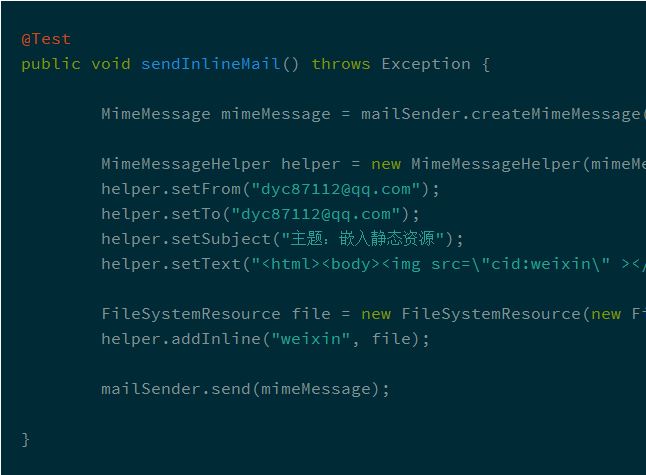 @Test
public void sendInlineMail() throws Exception {
MimeMessage mimeMessage = mailSender.createMimeMessage(
MimeMessageHelper helper = new MimeMessageHelper(mimeMe
helper.setFrom("dyc87112@qq.com");
helper.setTo("dyc87112@qq.com");
helper.setSubject("主题：嵌入静态资源");
helper.setText("<html><body><img src=\"cid:weixin\" ></
FileSystemResource file = new FileSystemResource(new Fi
helper.addInline("weixin", file);
mailSender.send(mimeMessage);
}